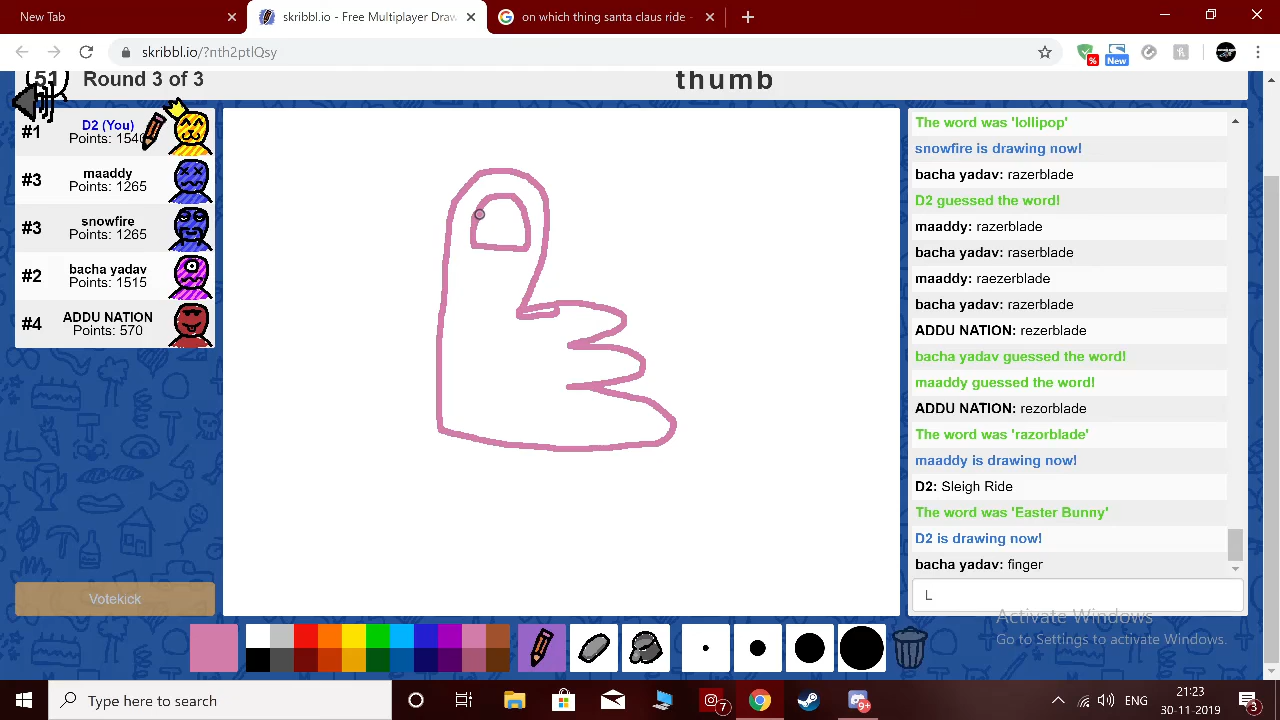 New Tab
skribbl.io - Free Multiplayer Draw
on which thing santa claus ride -
skribbl.io/?nth2ptlQsy
%
New
51
Round 3 of 3
thumb
#1
D2 (You)
Points: 1540
#3
maaddy
Points: 1265
#3
snowfire
Points: 1265
#2
bacha yadav
Points: 1515
#4
ADDU NATION
Points: 570
Votekick
The word was 'lollipop'
snowfire is drawing now!
bacha yadav: razerblade
D2 guessed the word!
maaddy: razerblade
bacha yadav: raserblade
maaddy: raezerblade
bacha yadav: razerblade
ADDU NATION: rezerblade
bacha yadav guessed the word!
maaddy guessed the word!
ADDU NATION: rezorblade
The word was 'razorblade'
maaddy is drawing now!
D2: Sleigh Ride
The word was 'Easter Bunny'
D2 is drawing now!
bacha yadav: finger
L
Activate Windows
Go to Settings to activate Windows.
Type here to search
7
9+
ENG
21:23
30-11-2019
3